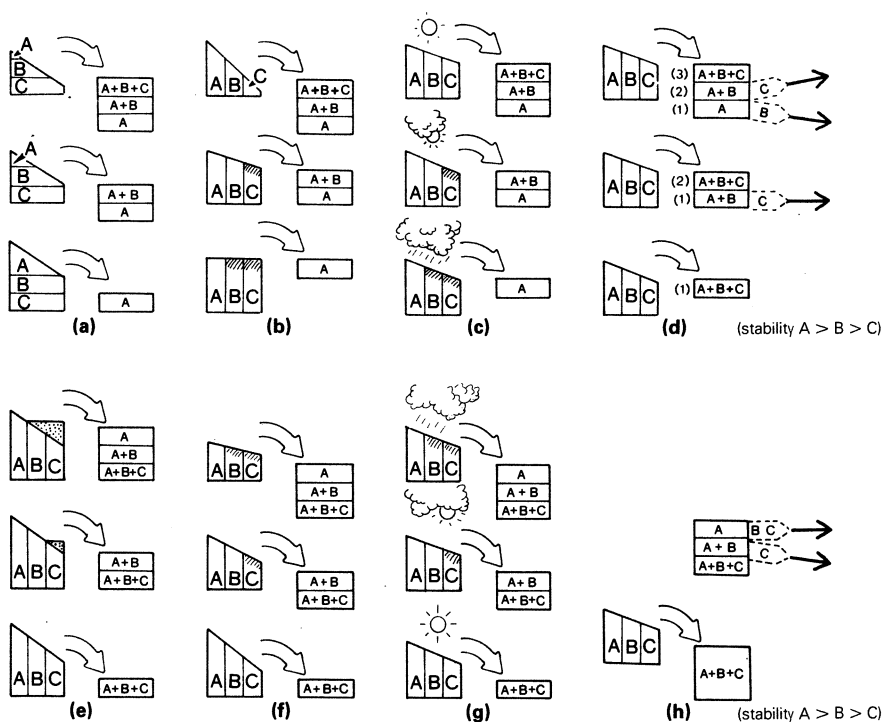 A
B
C
A+B+C
A+B
A
A
B
C
A+B
A
A
B
C
A
(a)
A B C
A+B+C
A+B
A
A B C
A+B
A
A B C
A
(b)
A B C
A+B+C
A+B
A
A B C
A+B
A
A B C
A
(c)
A B C
(3) A+B+C
(2) A+B
(1) A
C
B
A B C
(2) A+B+C
(1) A+B
C
A B C
(1) A+B+C
(d)
(stability A > B > C)
A B C
A
A+B
A+B+C
A B C
A+B
A+B+C
A B C
A+B+C
(e)
A B C
A
A+B
A+B+C
A B C
A+B
A+B+C
A B C
A+B+C
(f)
A B C
A
A+B
A+B+C
A B C
A+B
A+B+C
A B C
A+B+C
(g)
A
A+B
A+B+C
B C
C
A B C
A+B+C
(h)
(stability A > B > C)